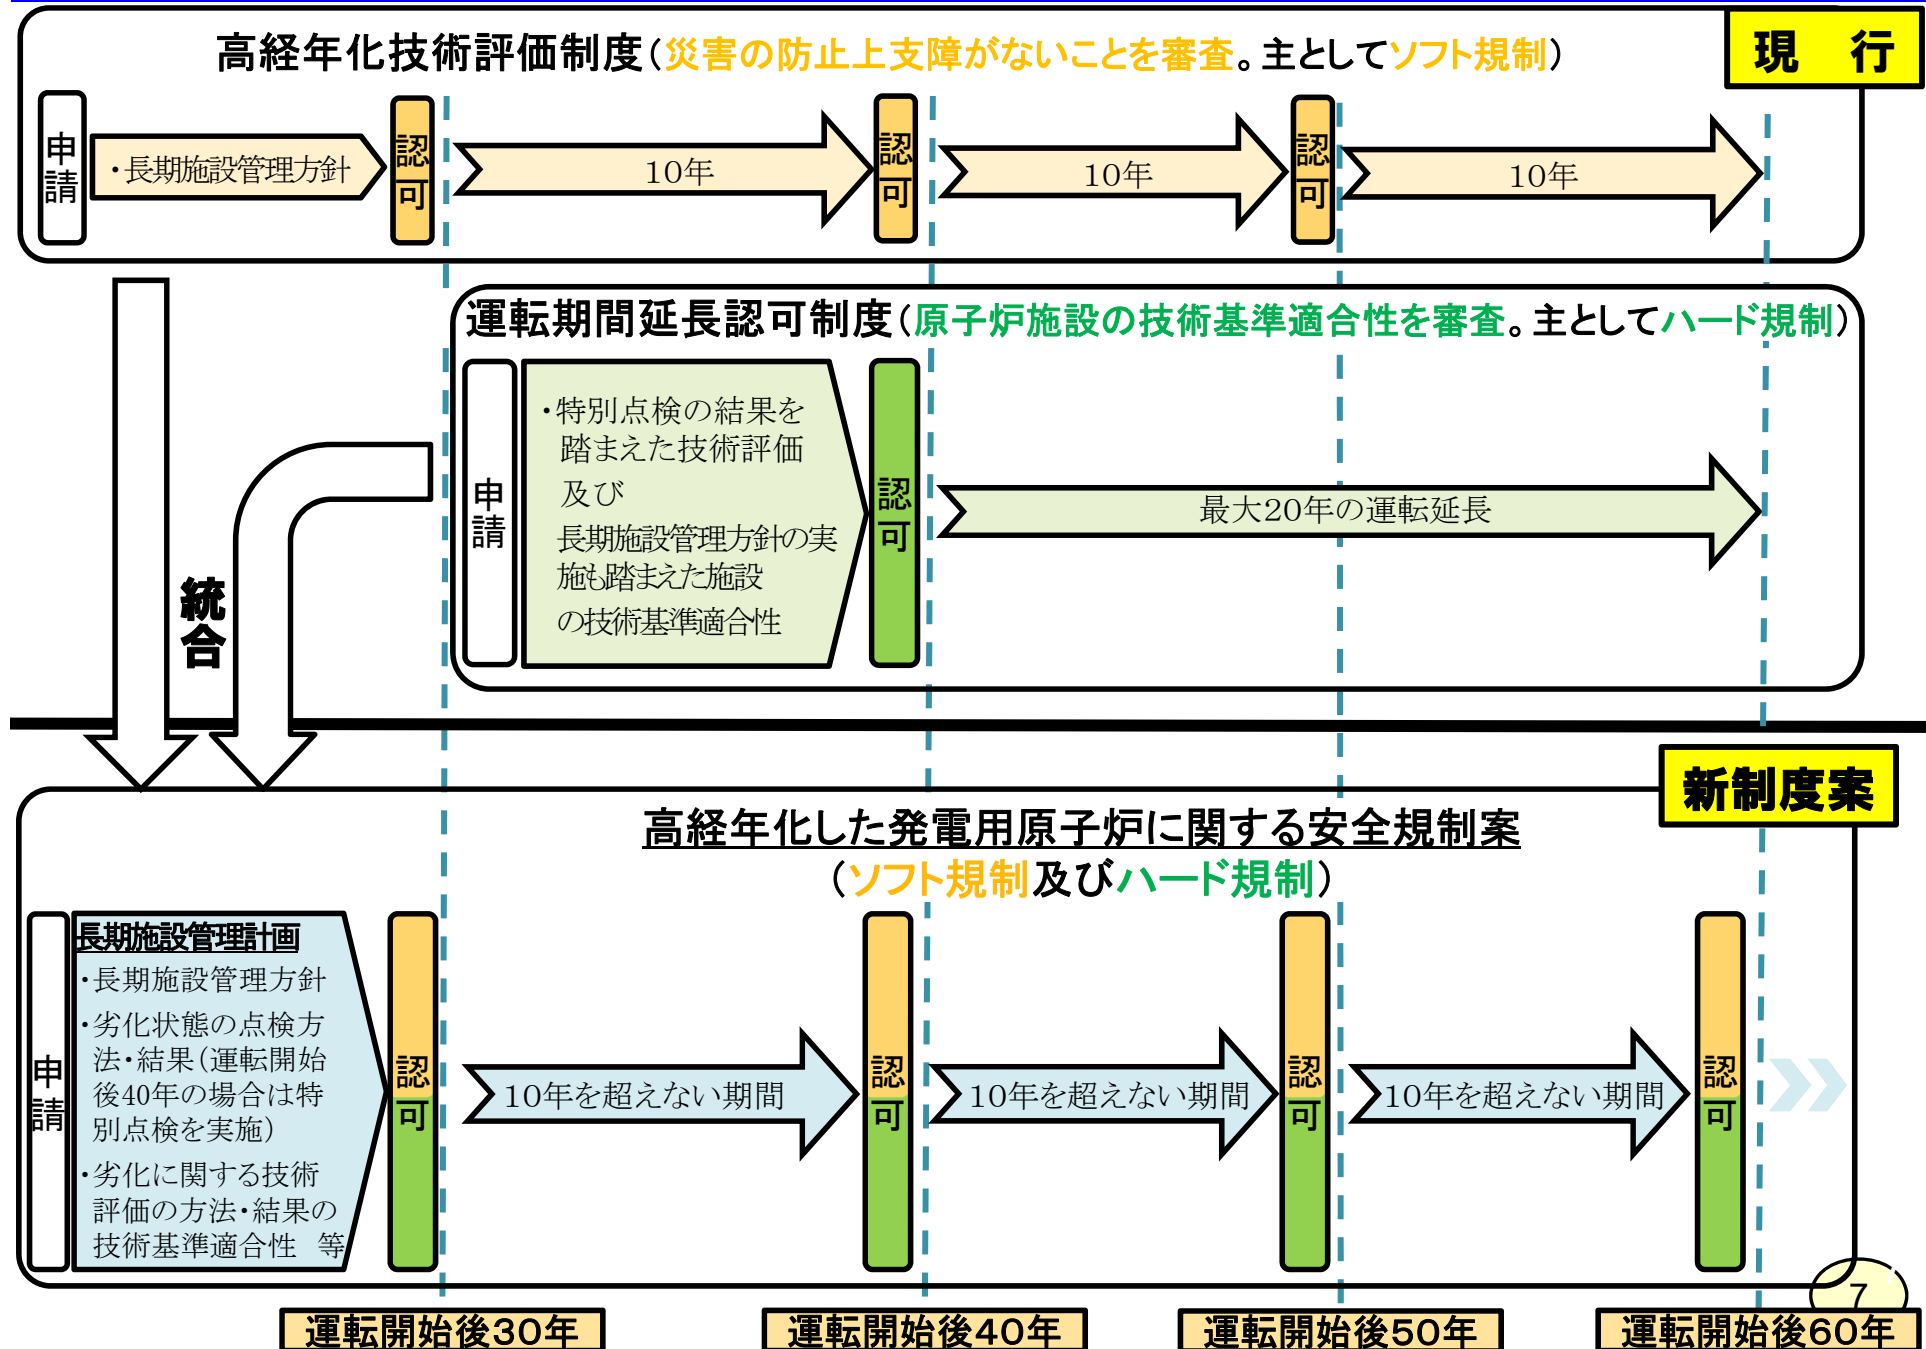 現　行
高経年化技術評価制度（災害の防止上支障がないことを審査。主としてソフト規制）
申請
・長期施設管理方針
認可
10年
認可
10年
認可
10年
運転期間延長認可制度（原子炉施設の技術基準適合性を審査。主としてハード規制）
申請
・特別点検の結果を
踏まえた技術評価
及び
長期施設管理方針の実
施も踏まえた施設
の技術基準適合性
認可
最大20年の運転延長
統合
新制度案
高経年化した発電用原子炉に関する安全規制案
（ソフト規制及びハード規制）
申請
長期施設管理計画
・長期施設管理方針
・劣化状態の点検方
法・結果（運転開始
後40年の場合は特
別点検を実施）
・劣化に関する技術
評価の方法・結果の
技術基準適合性　等
認可
10年を超えない期間
認可
10年を超えない期間
認可
10年を超えない期間
認可
7
運転開始後30年
運転開始後40年
運転開始後50年
運転開始後60年